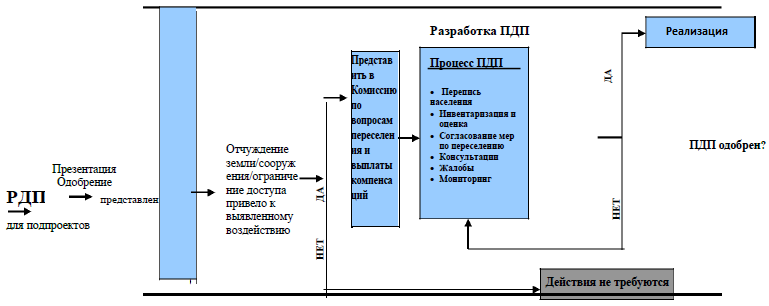 РДП
для подпроектов
Презентация
Одобрение
представлен
Отчуждение
земли/сооруж
ения/ограниче
ние доступа
привело к
выявленному
воздействию
ДА
НЕТ
Представ
ить в
Комиссию
по
вопросам
переселе
ния и
выплаты
компенса
ций
Разработка ПДП
Процесс ПДП
• Перепись
населения
• Инвентаризация и
оценка
• Согласование мер
по переселению
• Консультации
• Жалобы
• Мониторинг
ДА
НЕТ
Реализация
ПДП одобрен?
Действия не требуются